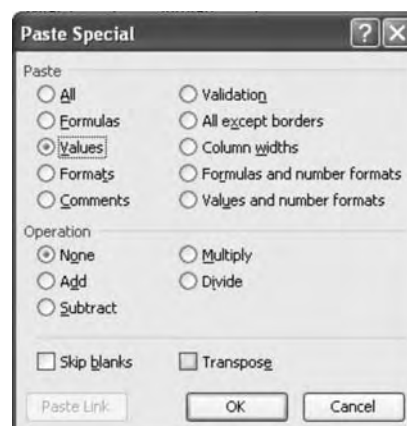 Paste Special
Paste
All
Validation
Formulas
All except borders
Values
Column widths
Formats
Formulas and number formats
Comments
Values and number formats
Operation
None
Multiply
Add
Divide
Subtract
Skip blanks
Transpose
Paste Link
OK
Cancel